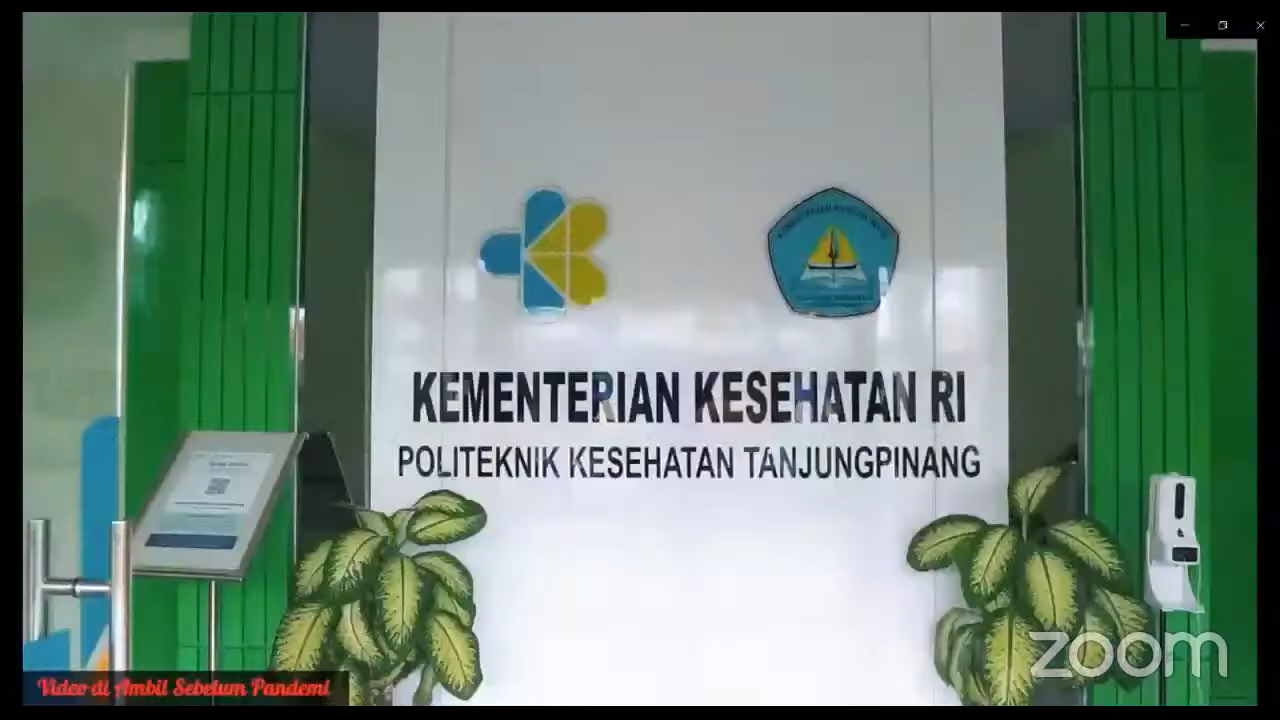 KEMENTERIAN KESEHATAN RI
POLITEKNIK KESEHATAN TANJUNGPINANG
zoom
Video di Ambil Sebelum Pandemi